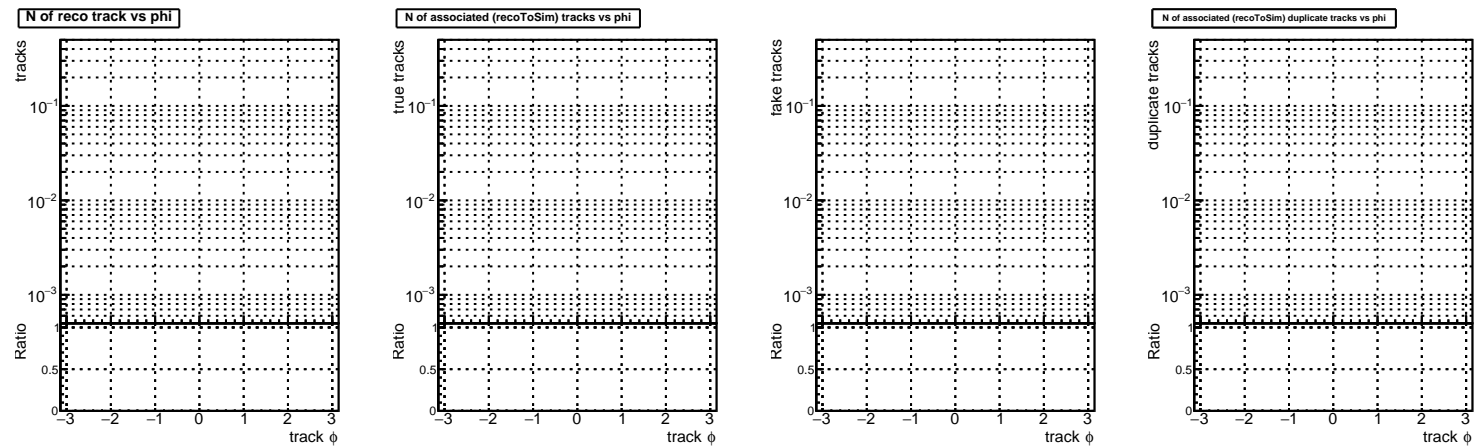 N of reco track vs phi
tracks
10⁻¹
10⁻²
10⁻³
Ratio
1
0.5
0
−3 −2 −1 0 1 2 3
track ϕ
N of associated (recoToSim) tracks vs phi
true tracks
10⁻¹
10⁻²
10⁻³
Ratio
1
0.5
0
−3 −2 −1 0 1 2 3
track ϕ
fake tracks
10⁻¹
10⁻²
10⁻³
Ratio
1
0.5
0
−3 −2 −1 0 1 2 3
track ϕ
N of associated (recoToSim) duplicate tracks vs phi
duplicate tracks
10⁻¹
10⁻²
10⁻³
Ratio
1
0.5
0
−3 −2 −1 0 1 2 3
track ϕ